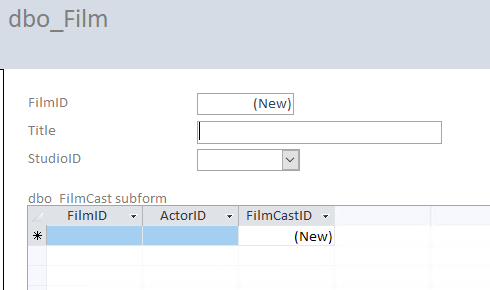 dbo_Film
FilmID (New)
Title
StudioID
dbo_FilmCast subform
FilmID ActorID FilmCastID
* (New)